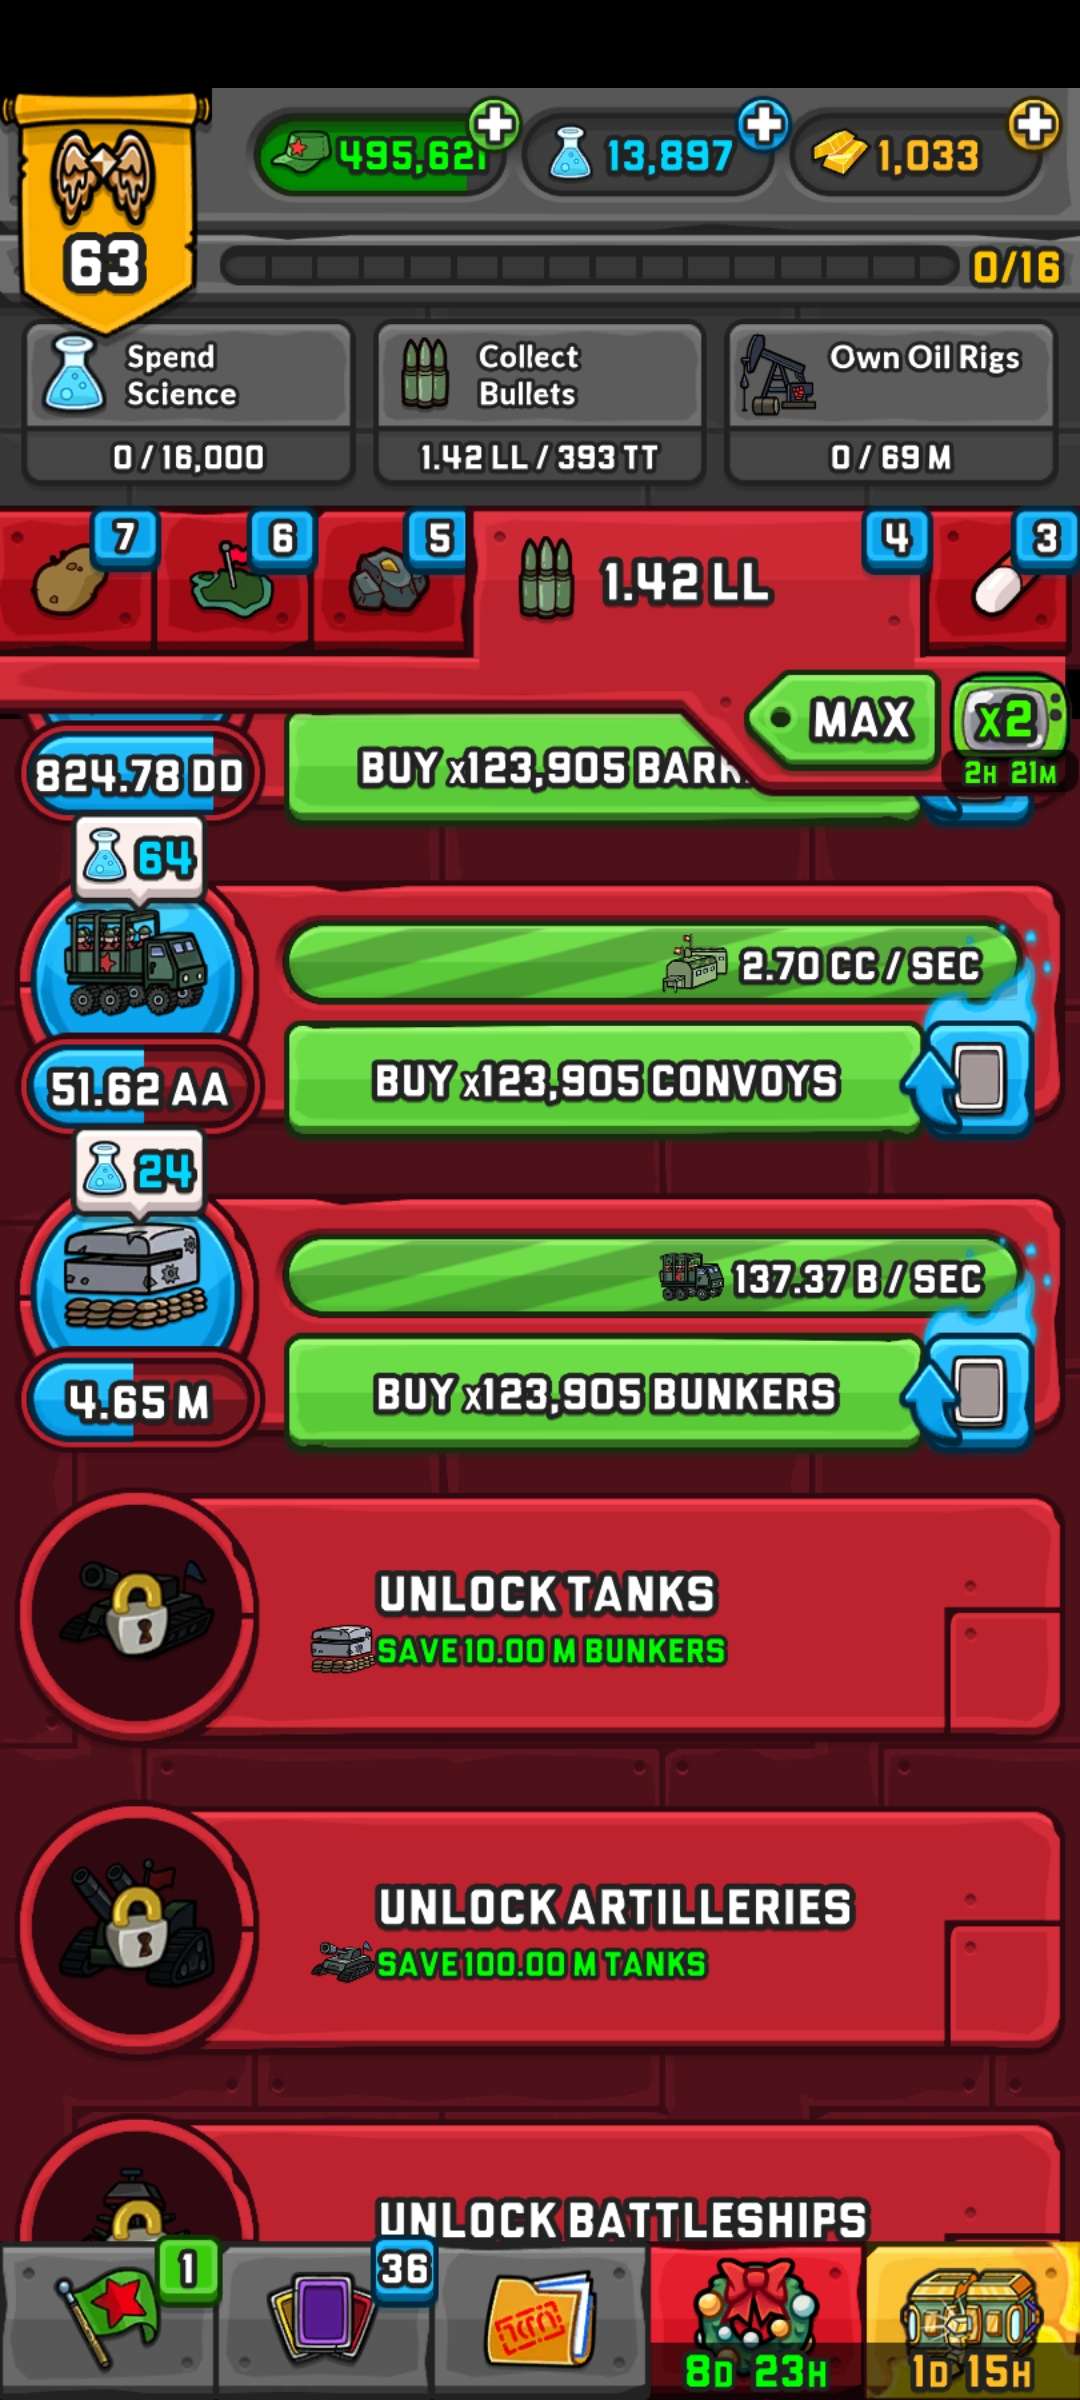 495,621
13,897
1,033
63
0/16
Spend
Science
0 / 16,000
Collect
Bullets
1.42 LL / 393 TT
Own Oil Rigs
0 / 69 M
7
6
5
1.42 LL
4
3
MAX
x2
2H 21M
824.78 DD
BUY x123,905 BARR
64
2.70 CC / SEC
51.62 AA
BUY x123,905 CONVOYS
24
137.37 B / SEC
4.65 M
BUY x123,905 BUNKERS
UNLOCK TANKS
SAVE 10.00 M BUNKERS
UNLOCK ARTILLERIES
SAVE 100.00 M TANKS
UNLOCK BATTLESHIPS
1
36
8D 23H
1D 15H